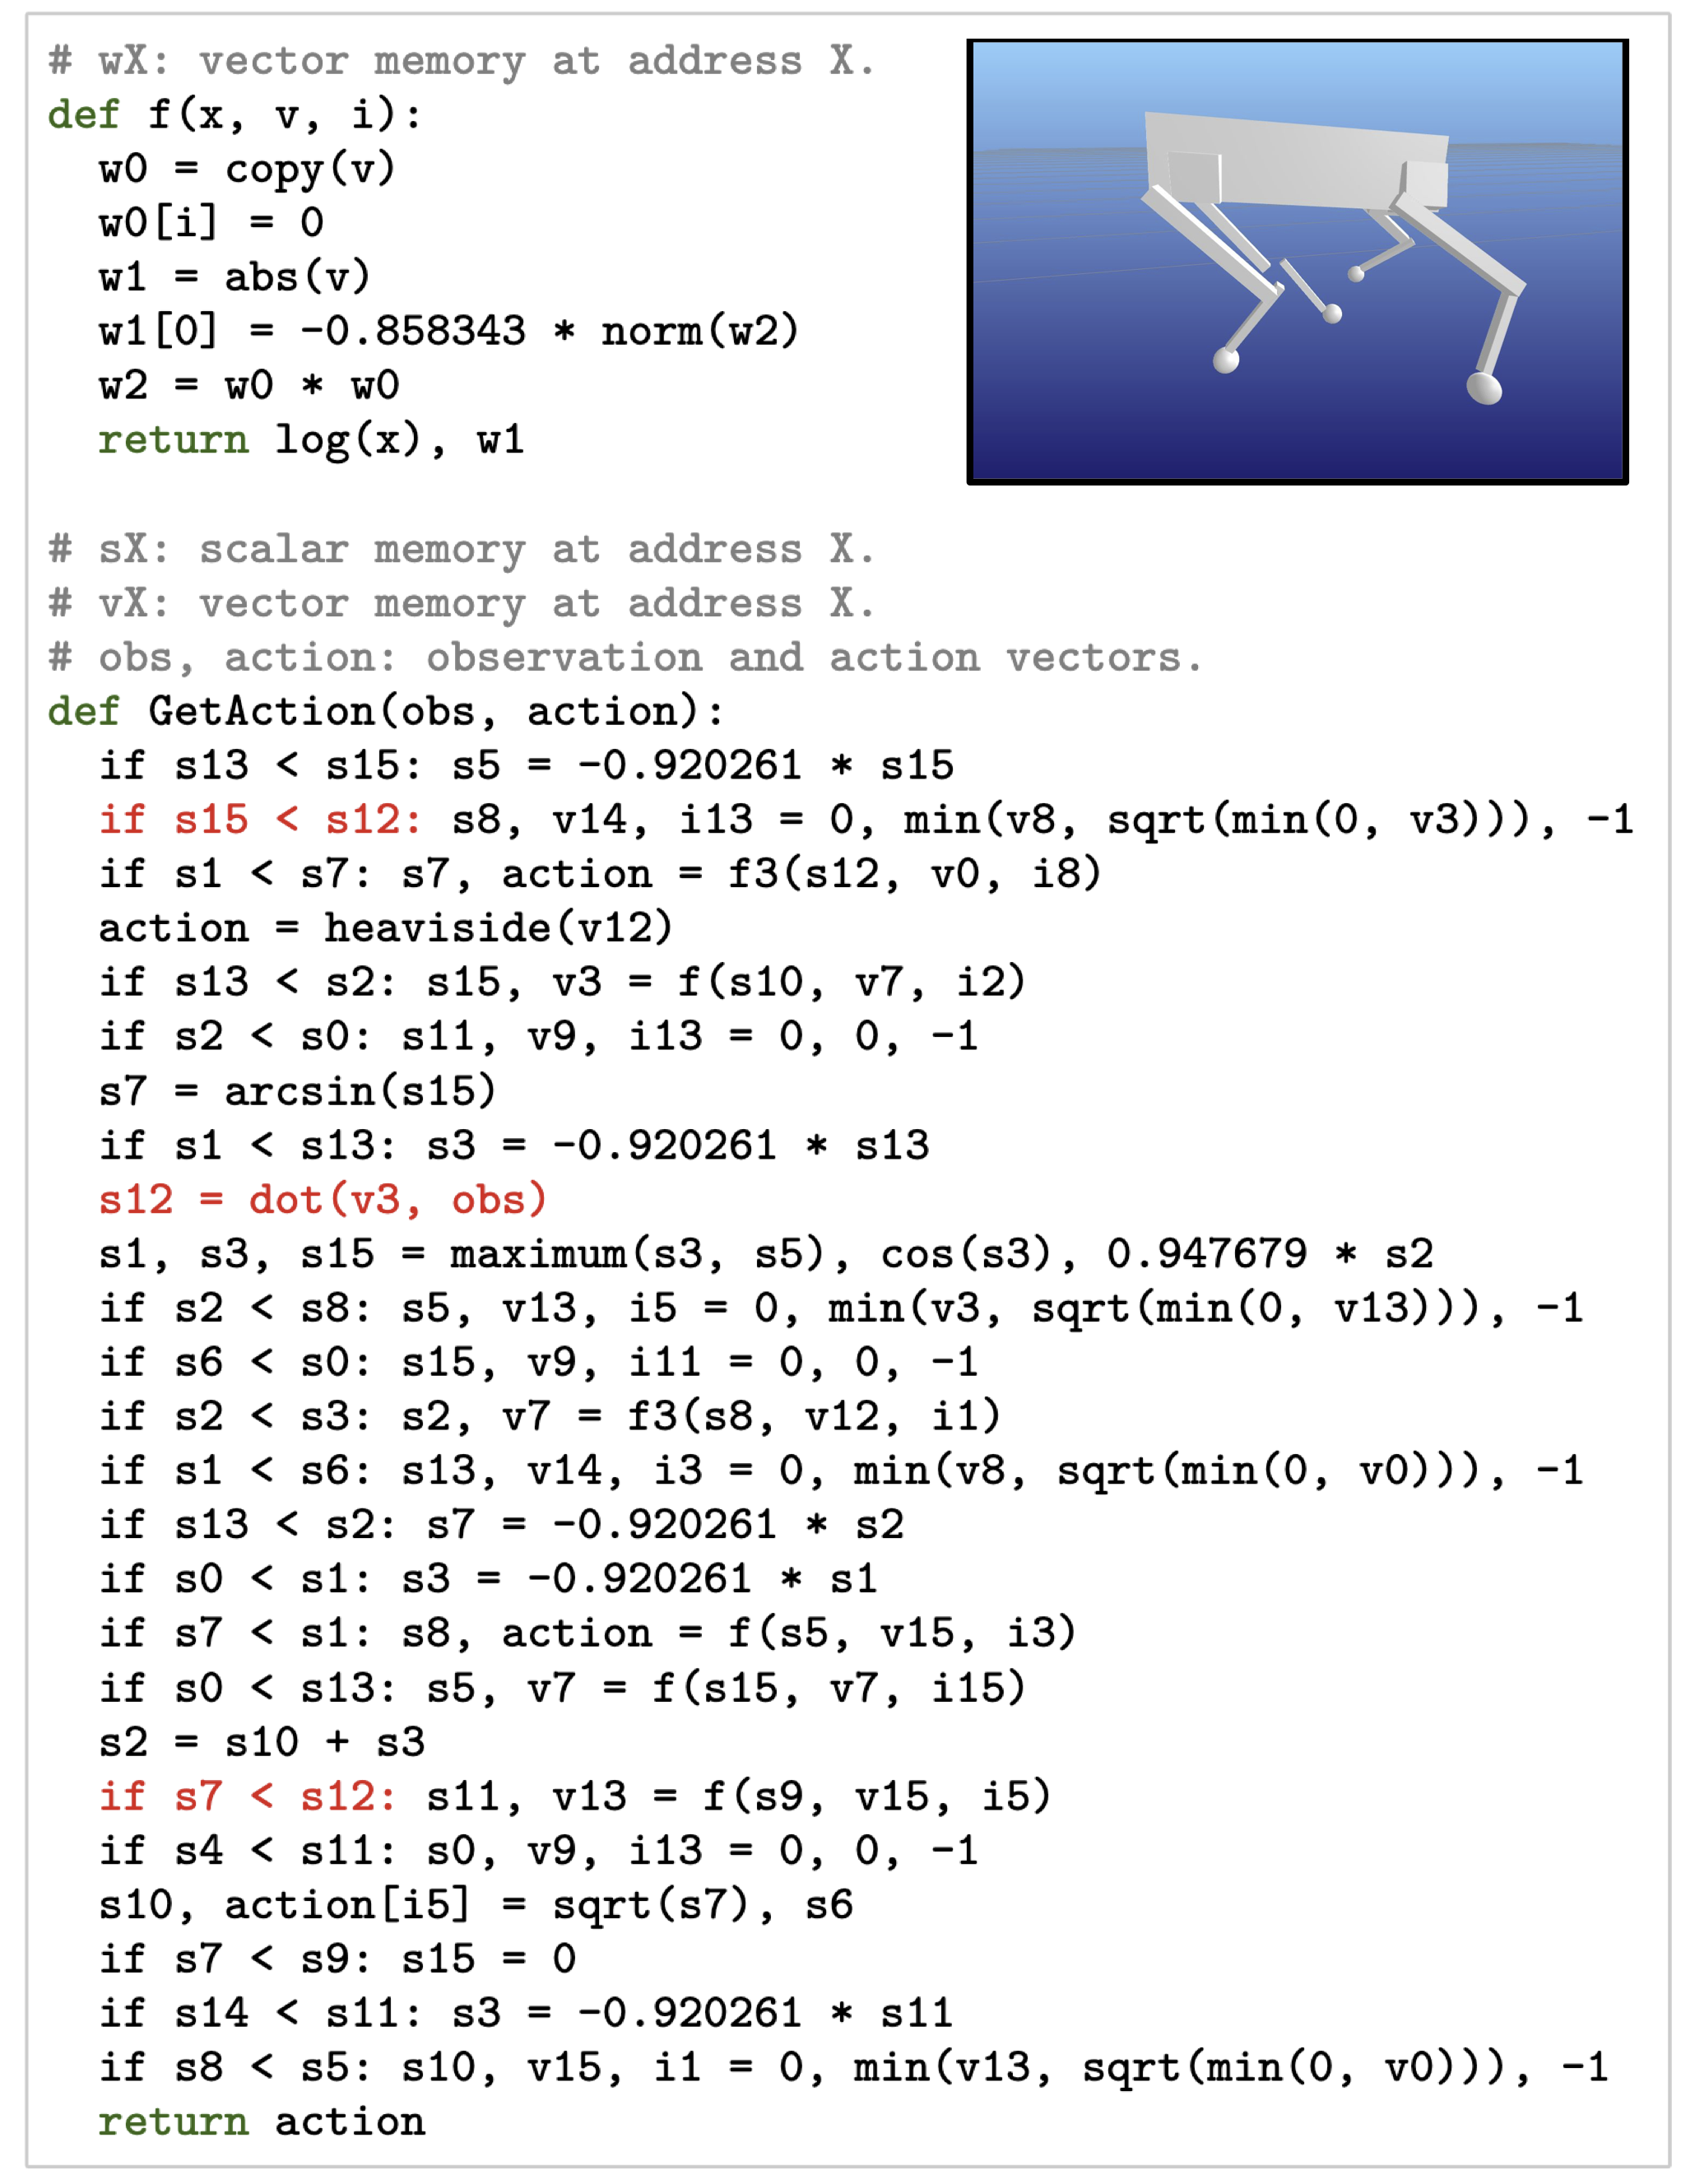 # wX: vector memory at address X.
def f(x, v, i):
w0 = copy(v)
w0[i] = 0
w1 = abs(v)
w1[0] = -0.858343 * norm(w2)
w2 = w0 * w0
return log(x), w1
# sX: scalar memory at address X.
# vX: vector memory at address X.
# obs, action: observation and action vectors.
def GetAction(obs, action):
if s13 < s15: s5 = -0.920261 * s15
if s15 < s12: s8, v14, i13 = 0, min(v8, sqrt(min(0, v3))), -1
if s1 < s7: s7, action = f3(s12, v0, i8)
action = heaviside(v12)
if s13 < s2: s15, v3 = f(s10, v7, i2)
if s2 < s0: s11, v9, i13 = 0, 0, -1
s7 = arcsin(s15)
if s1 < s13: s3 = -0.920261 * s13
s12 = dot(v3, obs)
s1, s3, s15 = maximum(s3, s5), cos(s3), 0.947679 * s2
if s2 < s8: s5, v13, i5 = 0, min(v3, sqrt(min(0, v13))), -1
if s6 < s0: s15, v9, i11 = 0, 0, -1
if s2 < s3: s2, v7 = f3(s8, v12, i1)
if s1 < s6: s13, v14, i3 = 0, min(v8, sqrt(min(0, v0))), -1
if s13 < s2: s7 = -0.920261 * s2
if s0 < s1: s3 = -0.920261 * s1
if s7 < s1: s8, action = f(s5, v15, i3)
if s0 < s13: s5, v7 = f(s15, v7, i15)
s2 = s10 + s3
if s7 < s12: s11, v13 = f(s9, v15, i5)
if s4 < s11: s0, v9, i13 = 0, 0, -1
s10, action[i5] = sqrt(s7), s6
if s7 < s9: s15 = 0
if s14 < s11: s3 = -0.920261 * s11
if s8 < s5: s10, v15, i1 = 0, min(v13, sqrt(min(0, v0))), -1
return action